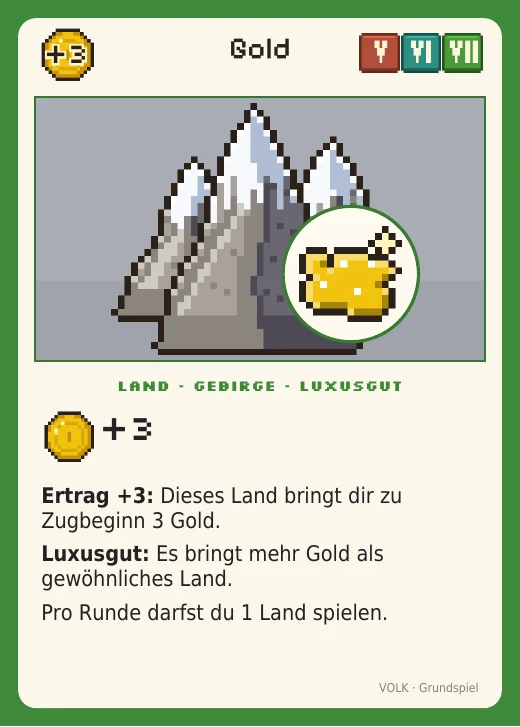 +3
Gold
V VI VII
LAND · GEBIRGE · LUXUSGUT
+3
Ertrag +3: Dieses Land bringt dir zu
Zugbeginn 3 Gold.
Luxusgut: Es bringt mehr Gold als
gewöhnliches Land.
Pro Runde darfst du 1 Land spielen.
VOLK · Grundspiel